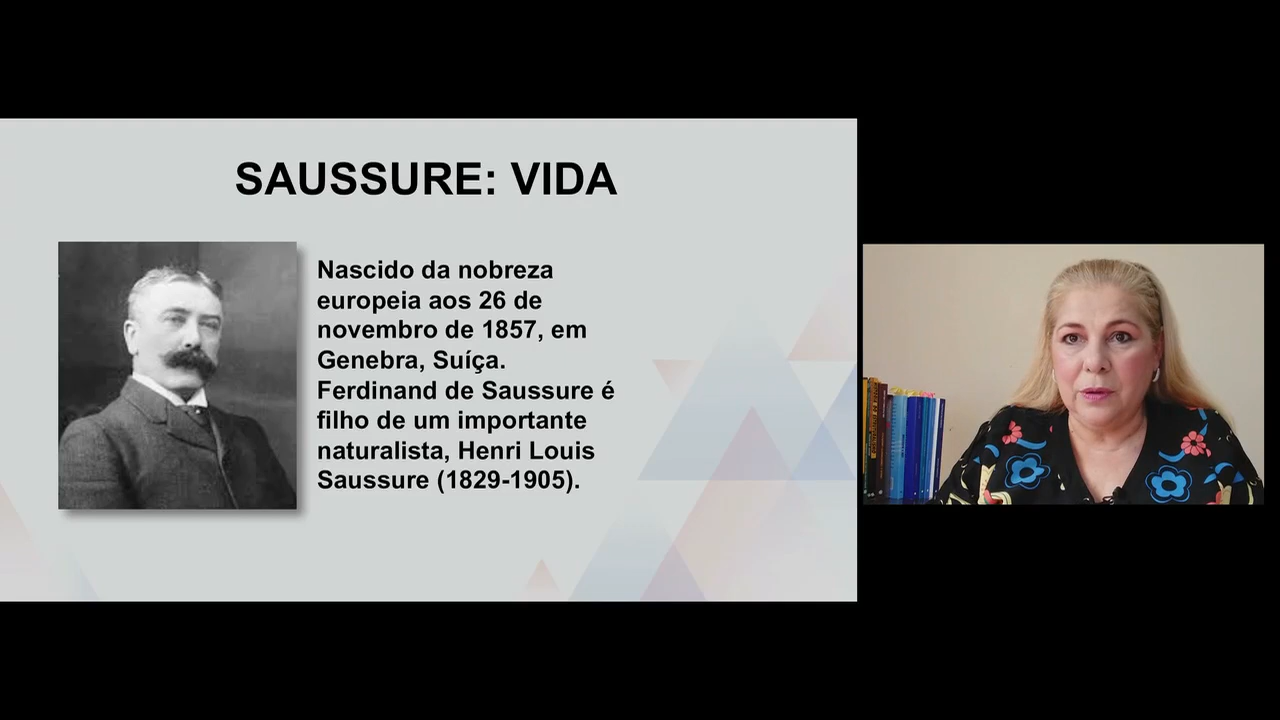 SAUSSURE: VIDA
Nascido da nobreza
europeia aos 26 de
novembro de 1857, em
Genebra, Suíça.
Ferdinand de Saussure é
filho de um importante
naturalista, Henri Louis
Saussure (1829-1905).